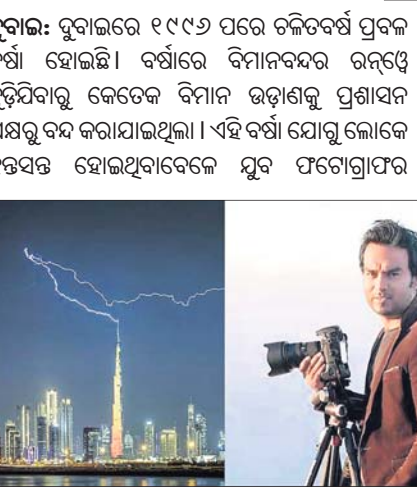 ଦୁବାଇ: ଦୁବାଇରେ ୧୯୯୬ ପରେ ଚଳିତବର୍ଷ ପ୍ରବଳ
ବର୍ଷା ହୋଇଛି। ବର୍ଷାରେ ବିମାନବନ୍ଦର ରନ୍‌ୱେ
ବୁଡ଼ିଯିବାରୁ କେତେକ ବିମାନ ଉଡ଼ାଣକୁ ପ୍ରଶାସନ
ପକ୍ଷରୁ ବନ୍ଦ କରାଯାଇଥିଲା । ଏହି ବର୍ଷା ଯୋଗୁ ଲୋକେ
ହନ୍ତସନ୍ତ ହୋଇଥିବାବେଳେ ଯୁବ ଫଟୋଗ୍ରାଫର